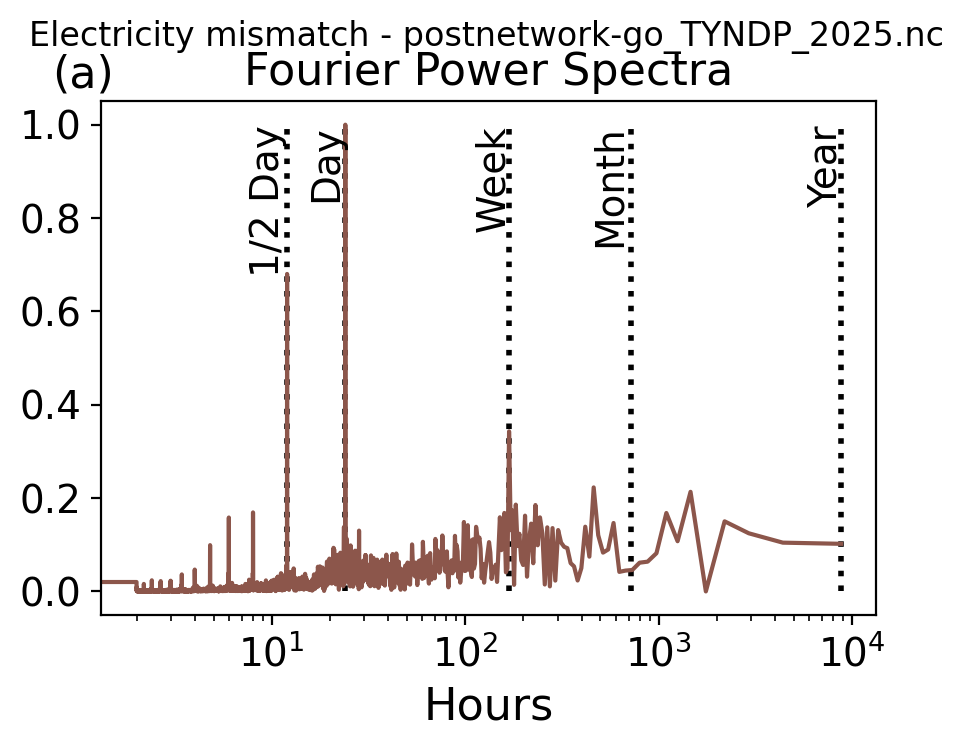 Electricity mismatch - postnetwork-go_TYNDP_2025.nc
(a) Fourier Power Spectra
1.0
0.8
0.6
0.4
0.2
0.0
1/2 Day
Day
Week
Month
Year
10¹ 10² 10³ 10⁴
Hours